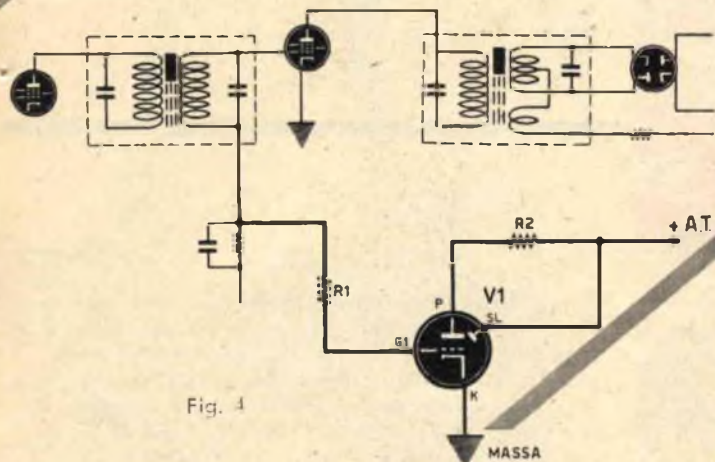 R2
+ A.T.
R1
P
V1
SL
G1
K
Fig. 4
MASSA